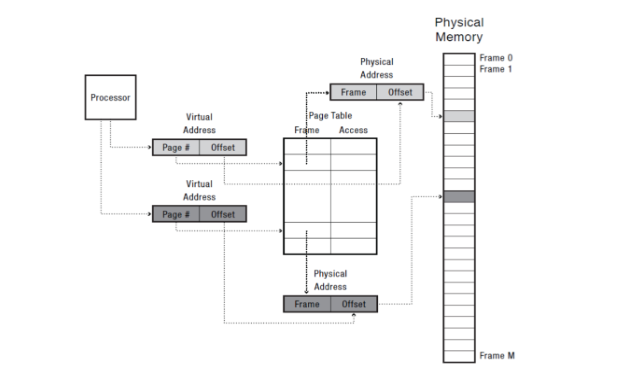 Physical
Memory
Frame 0
Frame 1
Physical
Address
Frame Offset
Processor
Virtual
Address
Page # Offset
Page Table
Frame Access
Virtual
Address
Page # Offset
Physical
Address
Frame Offset
Frame M